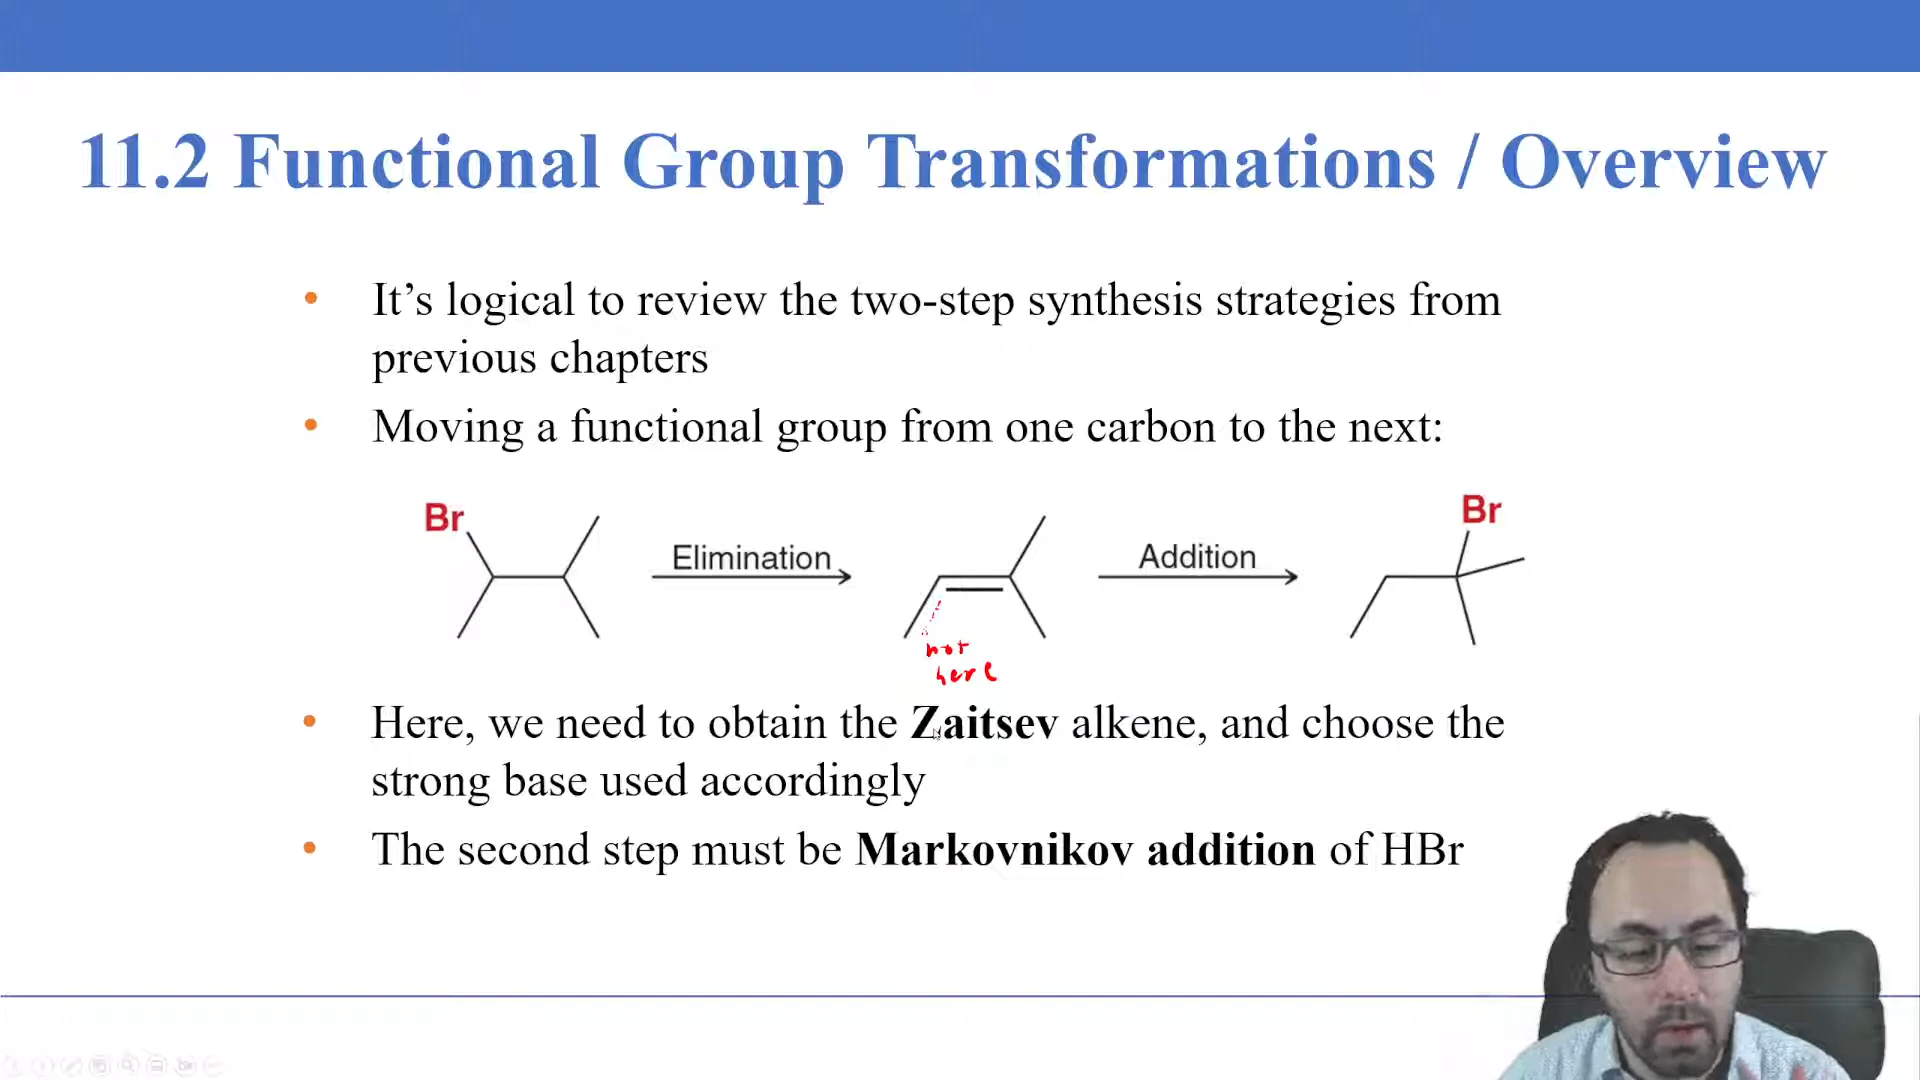 11.2 Functional Group Transformations / Overview
• It’s logical to review the two-step synthesis strategies from
previous chapters
• Moving a functional group from one carbon to the next:
Br
Elimination
Addition
Br
not
here
• Here, we need to obtain the Zaitsev alkene, and choose the
strong base used accordingly
• The second step must be Markovnikov addition of HBr